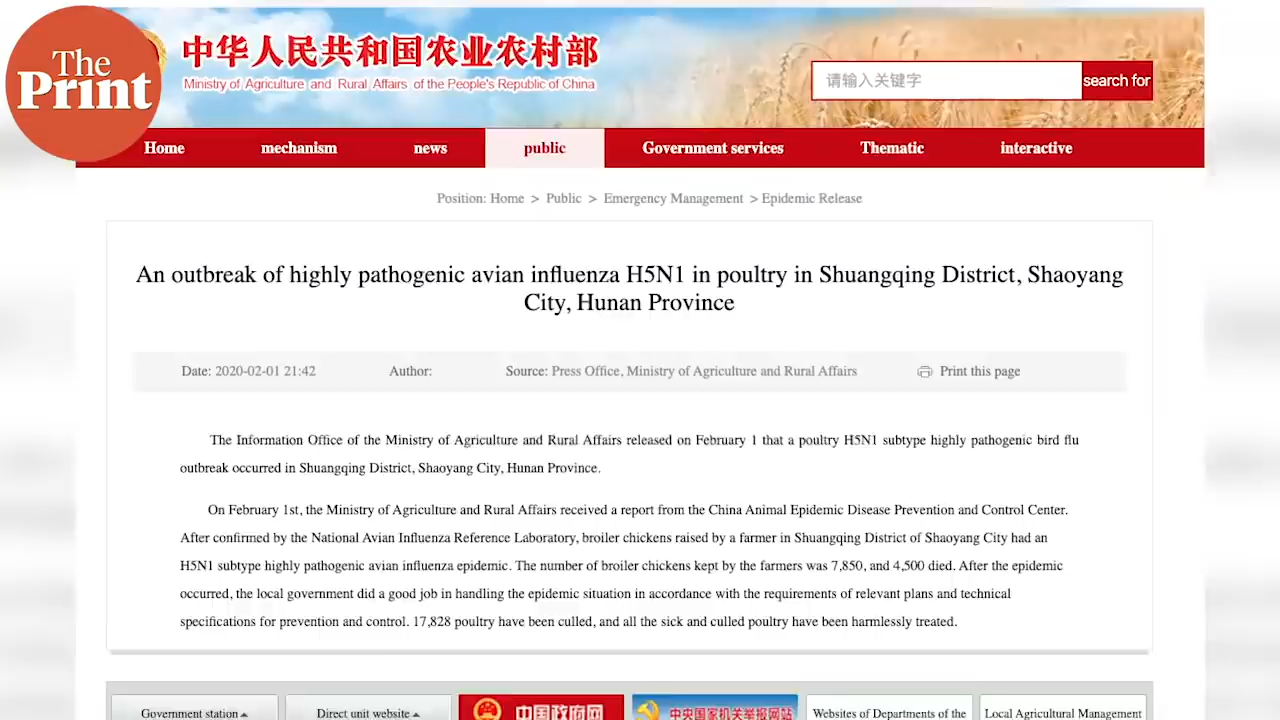 The
Print
中华人民共和国农业农村部
Ministry of Agriculture and Rural Affairs of the People's Republic of China
请输入关键字
search for
Home mechanism news public Government services Thematic interactive
Position: Home > Public > Emergency Management > Epidemic Release
An outbreak of highly pathogenic avian influenza H5N1 in poultry in Shuangqing District, Shaoyang
City, Hunan Province
Date: 2020-02-01 21:42 Author: Source: Press Office, Ministry of Agriculture and Rural Affairs Print this page
The Information Office of the Ministry of Agriculture and Rural Affairs released on February 1 that a poultry H5N1 subtype highly pathogenic bird flu
outbreak occurred in Shuangqing District, Shaoyang City, Hunan Province.
On February 1st, the Ministry of Agriculture and Rural Affairs received a report from the China Animal Epidemic Disease Prevention and Control Center.
After confirmed by the National Avian Influenza Reference Laboratory, broiler chickens raised by a farmer in Shuangqing District of Shaoyang City had an
H5N1 subtype highly pathogenic avian influenza epidemic. The number of broiler chickens kept by the farmers was 7,850, and 4,500 died. After the epidemic
occurred, the local government did a good job in handling the epidemic situation in accordance with the requirements of relevant plans and technical
specifications for prevention and control. 17,828 poultry have been culled, and all the sick and culled poultry have been harmlessly treated.
Government station Direct unit website 中国政府网 中央国家机关举报网站 Websites of Departments of the Local Agricultural Management